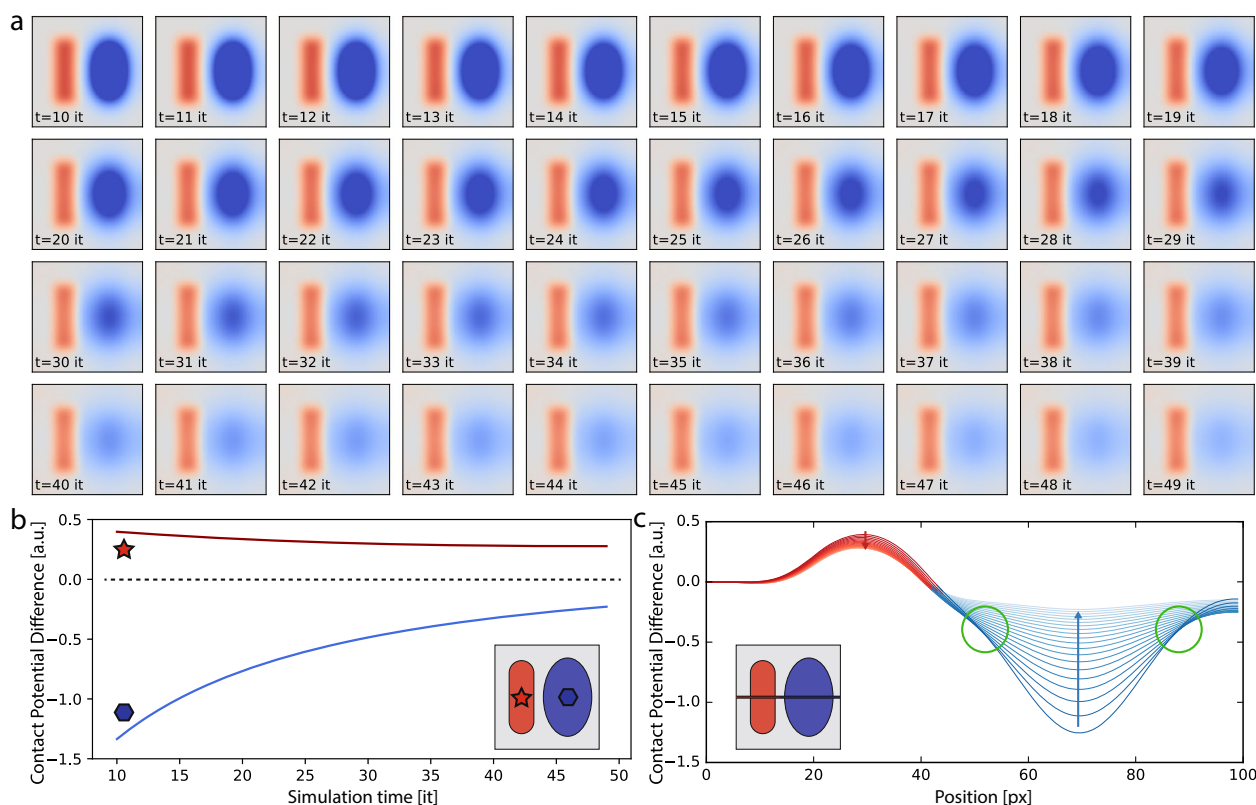 a
t=10 it t=11 it t=12 it t=13 it t=14 it t=15 it t=16 it t=17 it t=18 it t=19 it
t=20 it t=21 it t=22 it t=23 it t=24 it t=25 it t=26 it t=27 it t=28 it t=29 it
t=30 it t=31 it t=32 it t=33 it t=34 it t=35 it t=36 it t=37 it t=38 it t=39 it
t=40 it t=41 it t=42 it t=43 it t=44 it t=45 it t=46 it t=47 it t=48 it t=49 it
b
Contact Potential Difference [a.u.]
0.5
0.0
−0.5
−1.0
−1.5
10 15 20 25 30 35 40 45 50
Simulation time [it]
c
Contact Potential Difference [a.u.]
0.5
0.0
−0.5
−1.0
−1.5
0 20 40 60 80 100
Position [px]